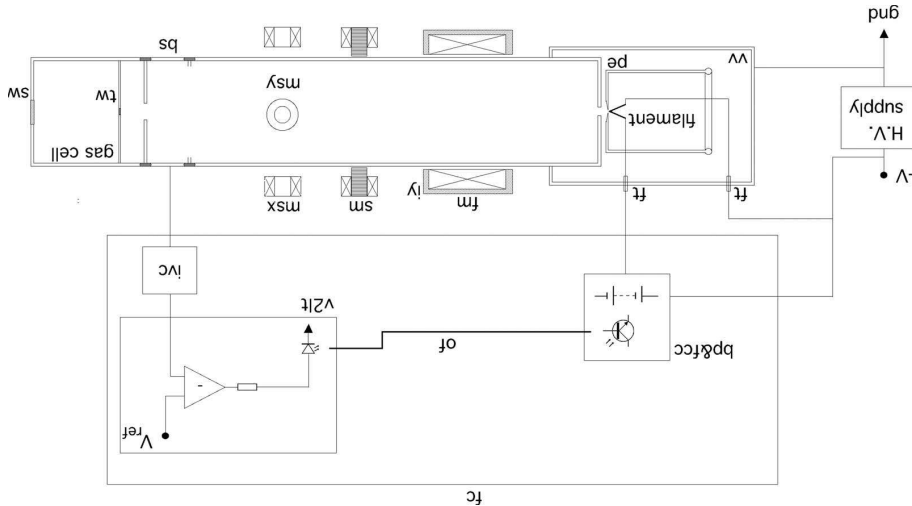 fc
V ref
bp&fcc
-
of
v2lt
ivc
-V
ft
ft
fm
iy
sm
msx
H.V.
supply
filament
gas cell
msy
tw
sw
vv
pe
bs
gnd